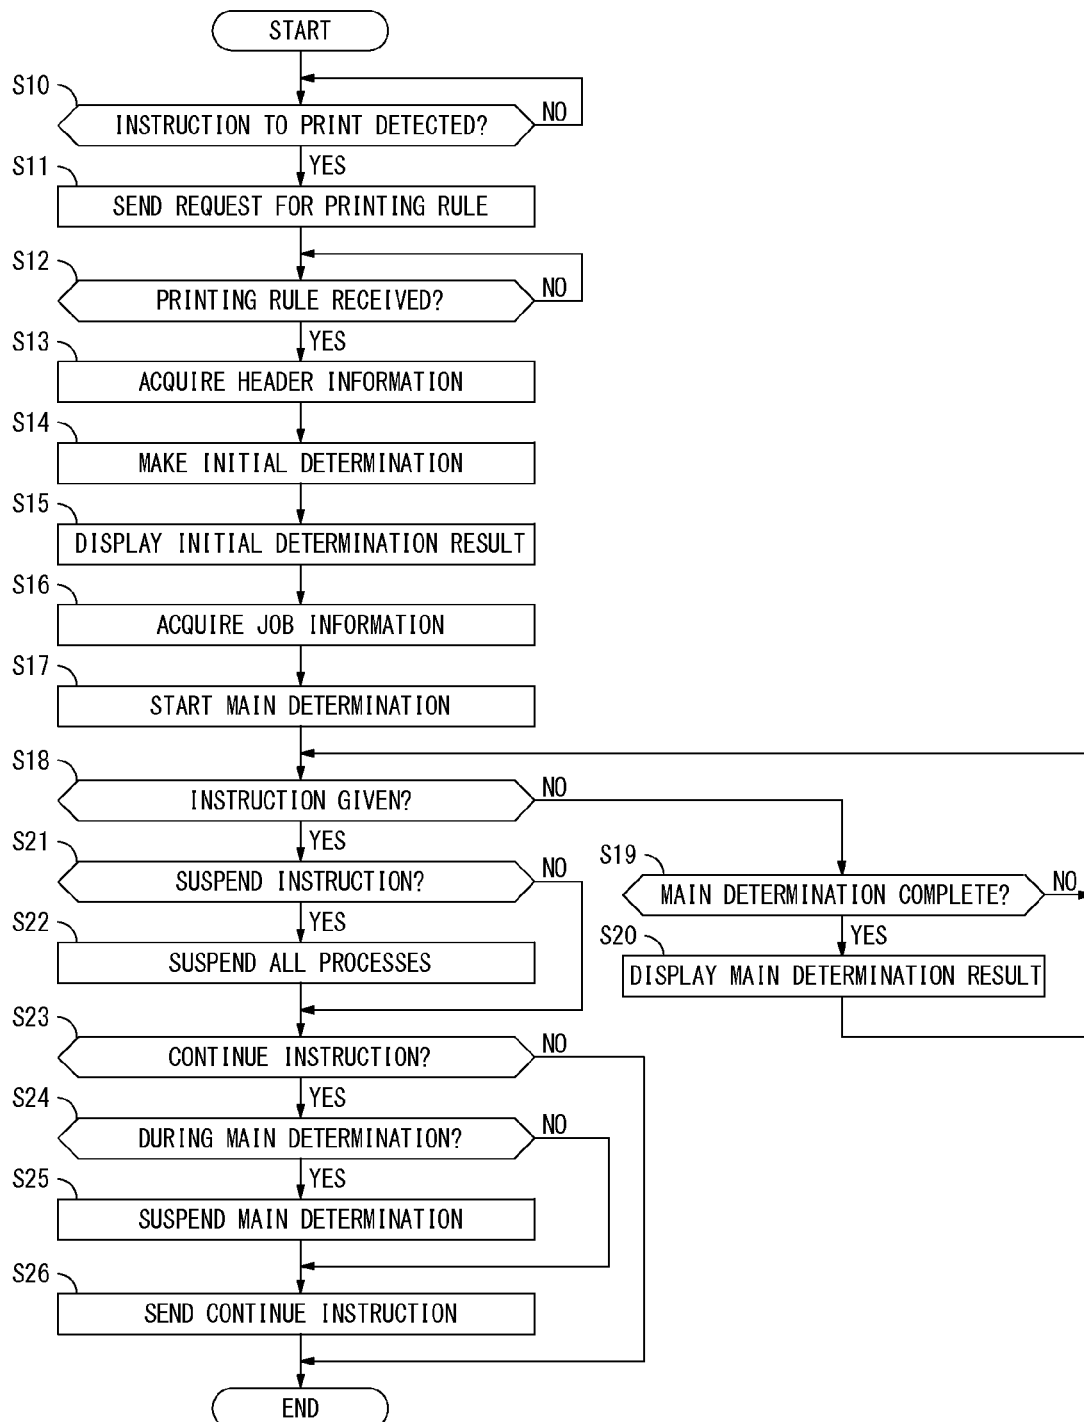 START
S10
INSTRUCTION TO PRINT DETECTED?
NO
YES
S11
SEND REQUEST FOR PRINTING RULE
S12
PRINTING RULE RECEIVED?
NO
YES
S13
ACQUIRE HEADER INFORMATION
S14
MAKE INITIAL DETERMINATION
S15
DISPLAY INITIAL DETERMINATION RESULT
S16
ACQUIRE JOB INFORMATION
S17
START MAIN DETERMINATION
S18
INSTRUCTION GIVEN?
NO
YES
S19
MAIN DETERMINATION COMPLETE?
NO
YES
S20
DISPLAY MAIN DETERMINATION RESULT
S21
SUSPEND INSTRUCTION?
NO
YES
S22
SUSPEND ALL PROCESSES
S23
CONTINUE INSTRUCTION?
NO
YES
S24
DURING MAIN DETERMINATION?
NO
YES
S25
SUSPEND MAIN DETERMINATION
S26
SEND CONTINUE INSTRUCTION
END